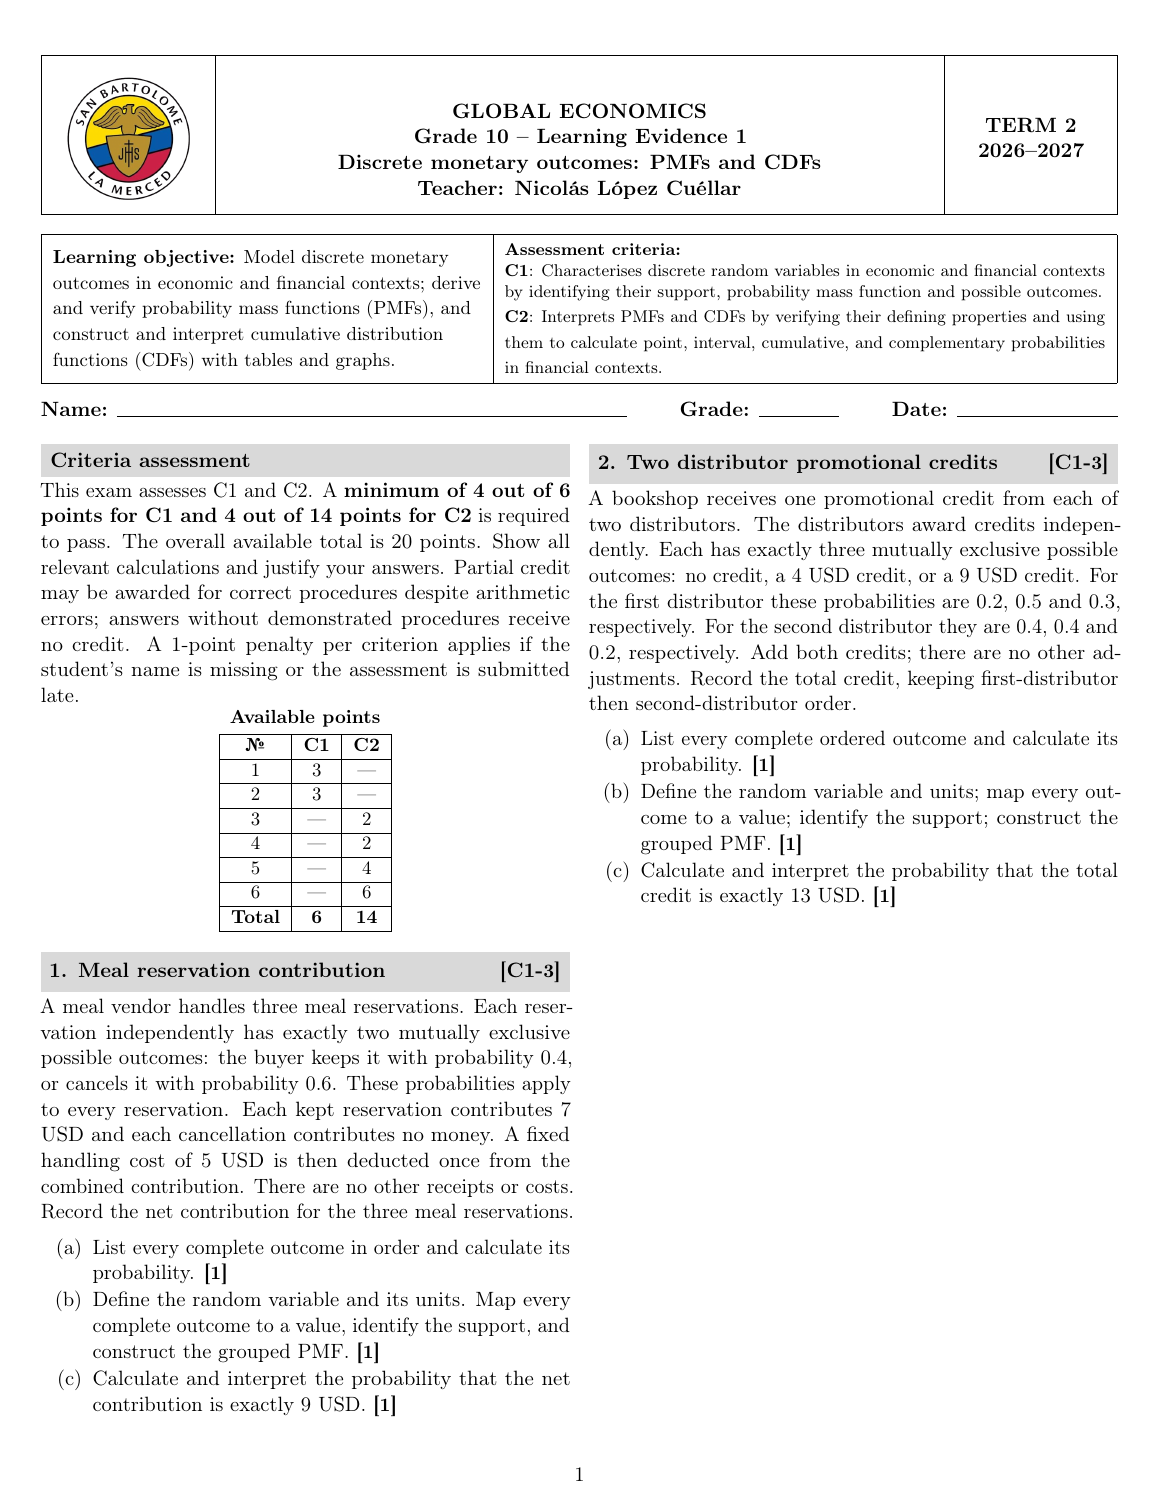 SAN BARTOLOME
LA MERCED
JHS
GLOBAL ECONOMICS
Grade 10 – Learning Evidence 1
Discrete monetary outcomes: PMFs and CDFs
Teacher: Nicolás López Cuéllar
TERM 2
2026–2027
Learning objective: Model discrete monetary
outcomes in economic and financial contexts; derive
and verify probability mass functions (PMFs), and
construct and interpret cumulative distribution
functions (CDFs) with tables and graphs.
Assessment criteria:
C1: Characterises discrete random variables in economic and financial contexts
by identifying their support, probability mass function and possible outcomes.
C2: Interprets PMFs and CDFs by verifying their defining properties and using
them to calculate point, interval, cumulative, and complementary probabilities
in financial contexts.
Name: Grade: Date:
Criteria assessment
This exam assesses C1 and C2. A minimum of 4 out of 6
points for C1 and 4 out of 14 points for C2 is required
to pass. The overall available total is 20 points. Show all
relevant calculations and justify your answers. Partial credit
may be awarded for correct procedures despite arithmetic
errors; answers without demonstrated procedures receive
no credit. A 1-point penalty per criterion applies if the
student's name is missing or the assessment is submitted
late.
Available points
№ C1 C2
1 3 —
2 3 —
3 — 2
4 — 2
5 — 4
6 — 6
Total 6 14
1. Meal reservation contribution [C1-3]
A meal vendor handles three meal reservations. Each reser-
vation independently has exactly two mutually exclusive
possible outcomes: the buyer keeps it with probability 0.4,
or cancels it with probability 0.6. These probabilities apply
to every reservation. Each kept reservation contributes 7
USD and each cancellation contributes no money. A fixed
handling cost of 5 USD is then deducted once from the
combined contribution. There are no other receipts or costs.
Record the net contribution for the three meal reservations.
(a) List every complete outcome in order and calculate its
probability. [1]
(b) Define the random variable and its units. Map every
complete outcome to a value, identify the support, and
construct the grouped PMF. [1]
(c) Calculate and interpret the probability that the net
contribution is exactly 9 USD. [1]
2. Two distributor promotional credits [C1-3]
A bookshop receives one promotional credit from each of
two distributors. The distributors award credits indepen-
dently. Each has exactly three mutually exclusive possible
outcomes: no credit, a 4 USD credit, or a 9 USD credit. For
the first distributor these probabilities are 0.2, 0.5 and 0.3,
respectively. For the second distributor they are 0.4, 0.4 and
0.2, respectively. Add both credits; there are no other ad-
justments. Record the total credit, keeping first-distributor
then second-distributor order.
(a) List every complete ordered outcome and calculate its
probability. [1]
(b) Define the random variable and units; map every out-
come to a value; identify the support; construct the
grouped PMF. [1]
(c) Calculate and interpret the probability that the total
credit is exactly 13 USD. [1]
1